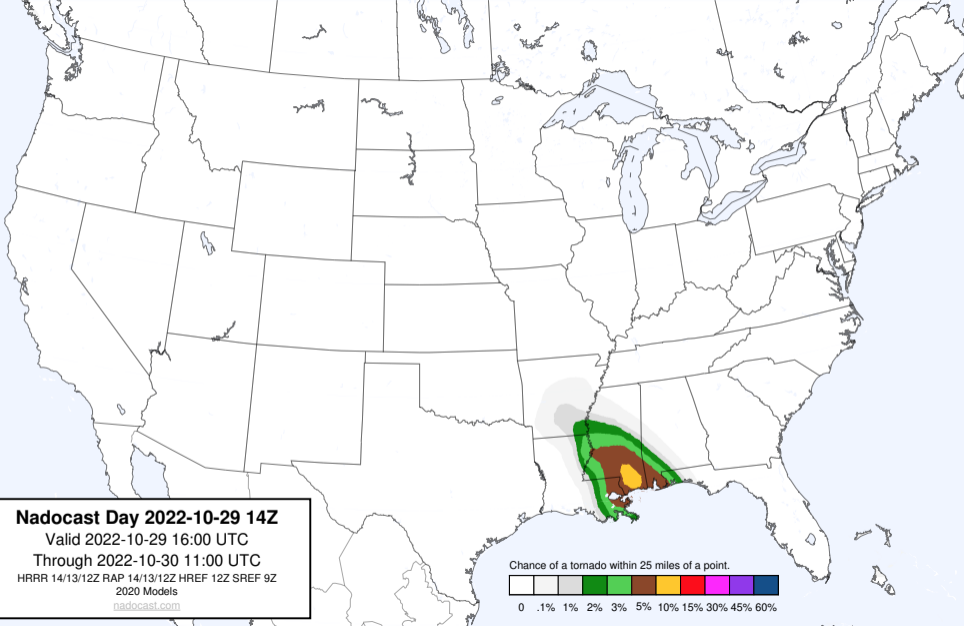 Nadocast Day 2022-10-29 14Z
Valid 2022-10-29 16:00 UTC
Through 2022-10-30 11:00 UTC
HRRR 14/13/12Z RAP 14/13/12Z HREF 12Z SREF 9Z
2020 Models
nadocast.com
Chance of a tornado within 25 miles of a point.
0 .1% 1% 2% 3% 5% 10% 15% 30% 45% 60%